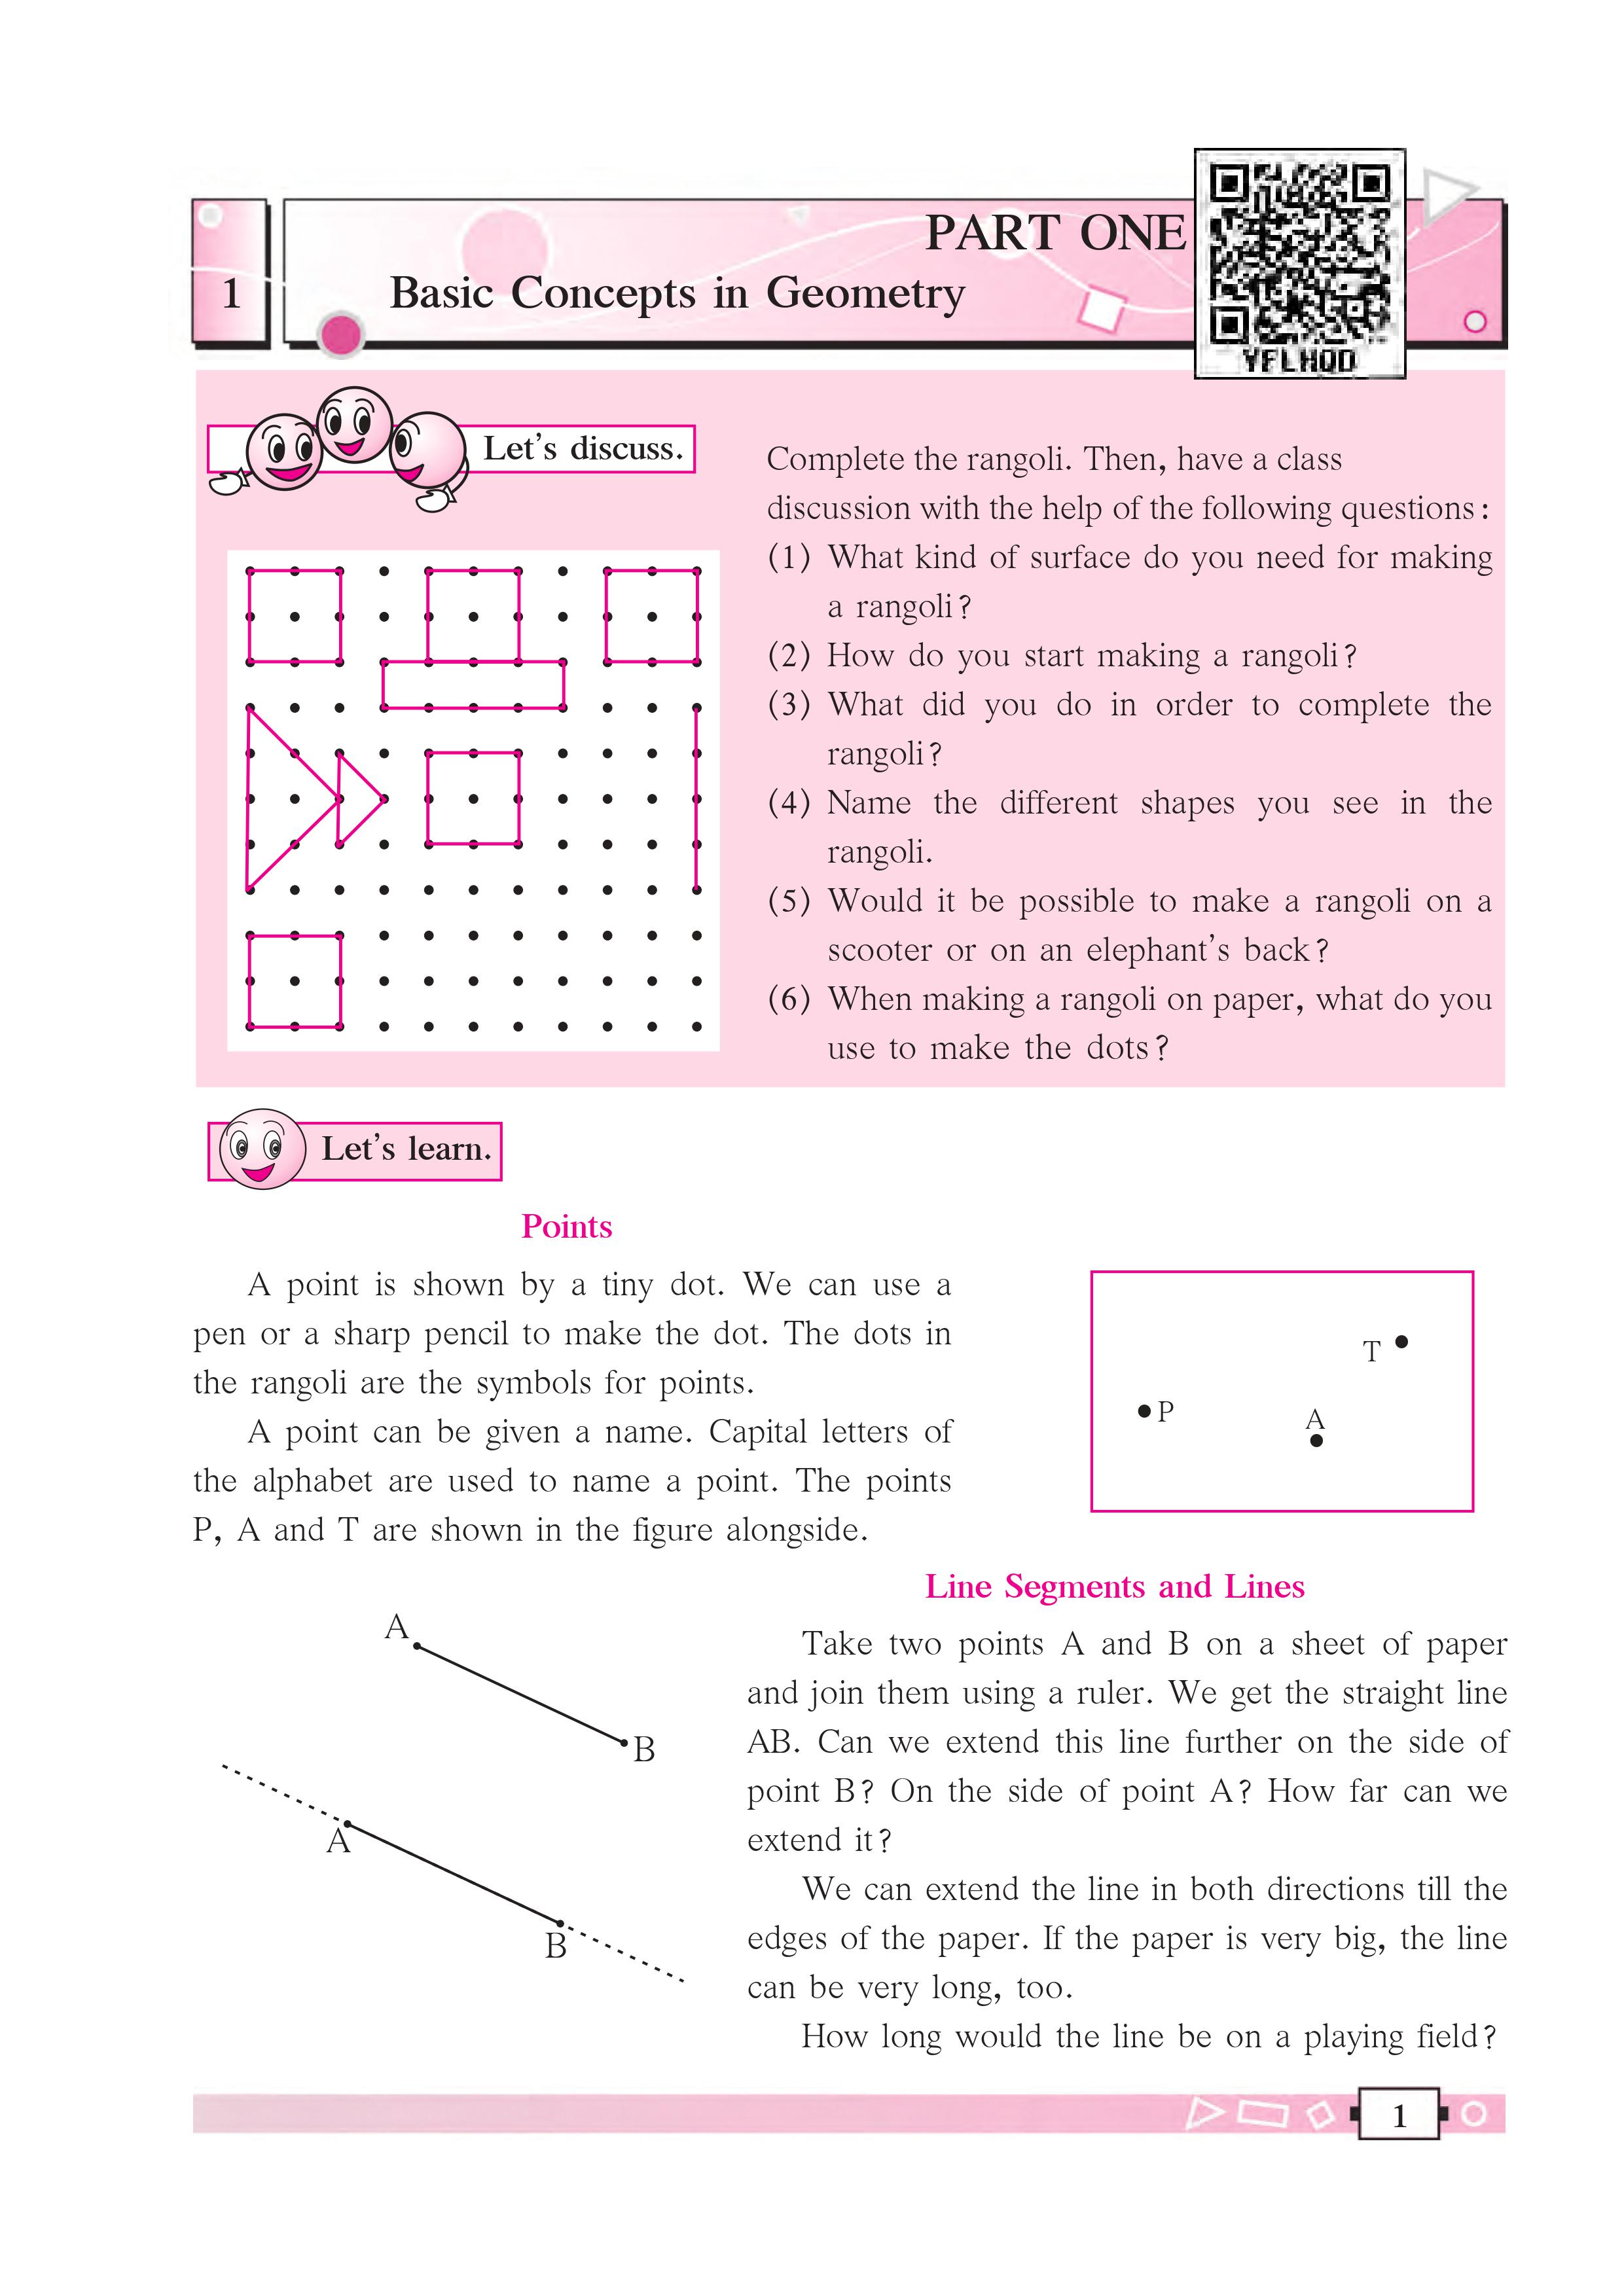 PART ONE
1
Basic Concepts in Geometry
YFLHQD
Let's discuss.
Complete the rangoli. Then, have a class
discussion with the help of the following questions :
(1) What kind of surface do you need for making
a rangoli?
(2) How do you start making a rangoli?
(3) What did you do in order to complete the
rangoli?
(4) Name the different shapes you see in the
rangoli.
(5) Would it be possible to make a rangoli on a
scooter or on an elephant's back?
(6) When making a rangoli on paper, what do you
use to make the dots?
Let's learn.
Points
A point is shown by a tiny dot. We can use a
pen or a sharp pencil to make the dot. The dots in
the rangoli are the symbols for points.
A point can be given a name. Capital letters of
the alphabet are used to name a point. The points
P, A and T are shown in the figure alongside.
T
P
A
Line Segments and Lines
A
B
A
B
Take two points A and B on a sheet of paper
and join them using a ruler. We get the straight line
AB. Can we extend this line further on the side of
point B? On the side of point A? How far can we
extend it?
We can extend the line in both directions till the
edges of the paper. If the paper is very big, the line
can be very long, too.
How long would the line be on a playing field?
1